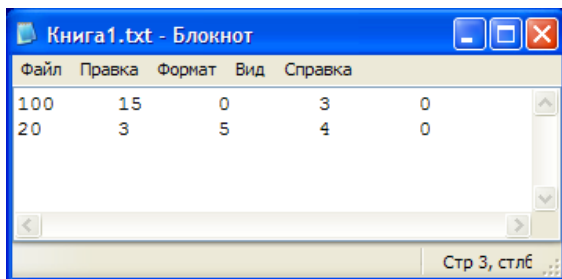 Книга1.txt - Блокнот
Файл Правка Формат Вид Справка
100 15 0 3 0
20 3 5 4 0
Стр 3, стлб